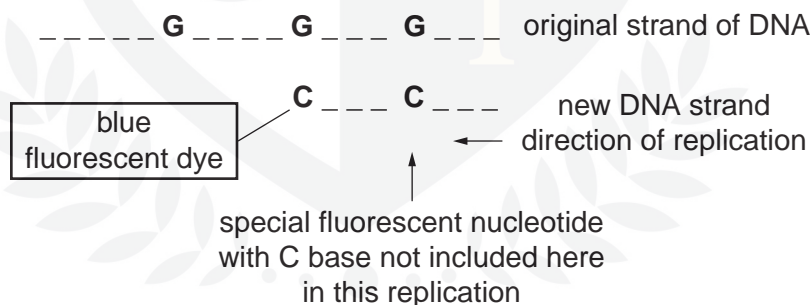 _ _ _ _ _ G _ _ _ _ G _ _ _ G _ _ _ original strand of DNA
C _ _ _ C _ _ _ new DNA strand
direction of replication
blue
fluorescent dye
special fluorescent nucleotide
with C base not included here
in this replication